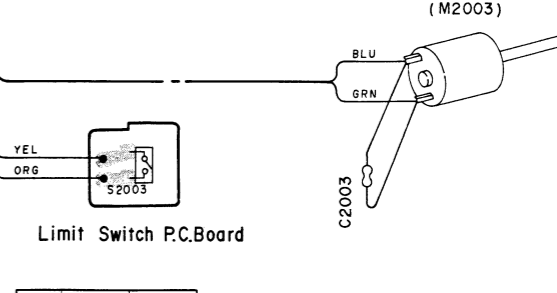 (M2003)
BLU
GRN
YEL
ORG
S2003
C2003
Limit Switch P.C.Board